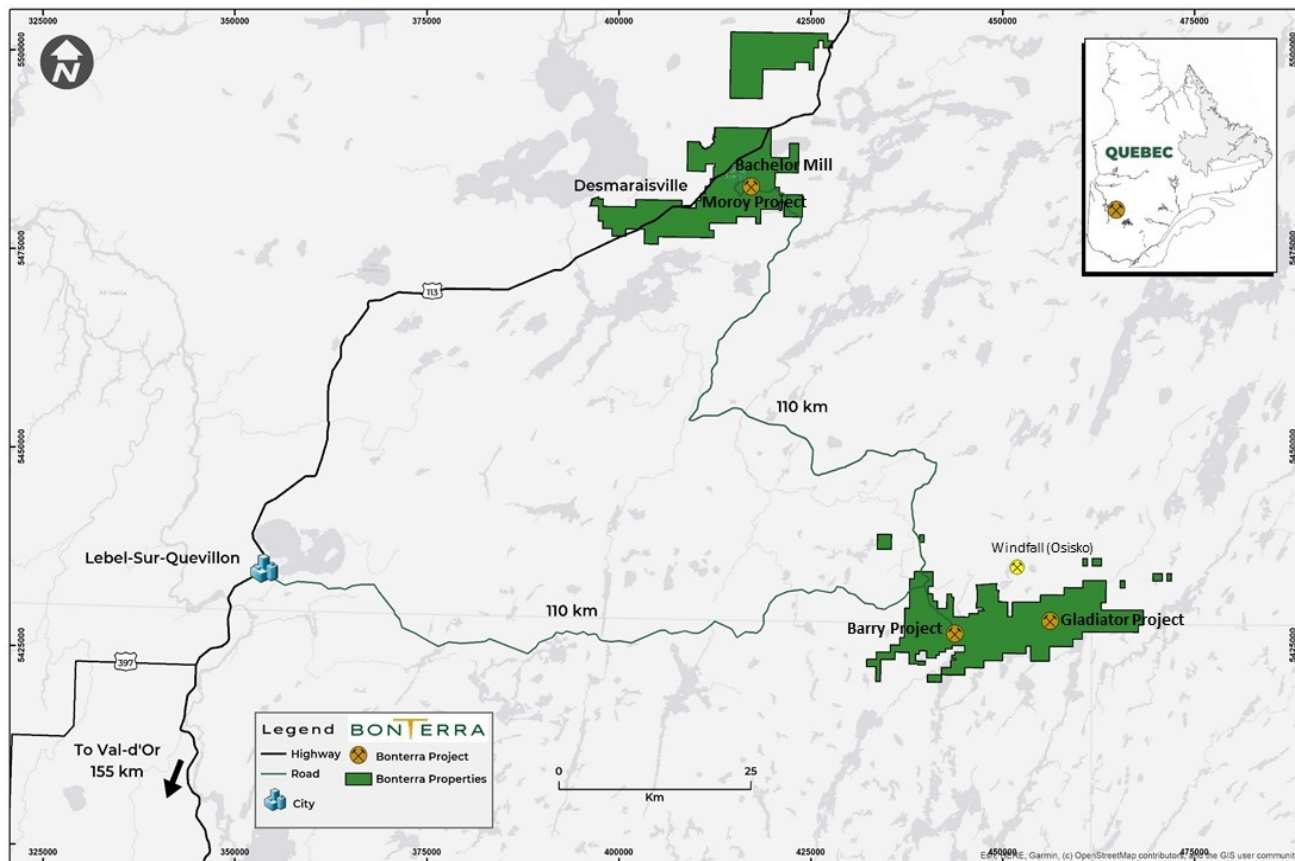 325000
350000
375000
400000
425000
450000
475000
5500000
5500000
N
QUEBEC
Bachelor Mill
Desmaraisville
Moroy Project
5475000
5475000
113
110 km
5450000
5450000
Lebel-Sur-Quevillon
Windfall (Osisko)
110 km
Barry Project
Gladiator Project
5425000
5425000
397
To Val-d'Or
155 km
Legend
BONTERRA
Highway
Bonterra Project
Road
Bonterra Properties
City
0
25
Km
325000
350000
375000
400000
425000
450000
475000
Esri, HERE, Garmin, (c) OpenStreetMap contributors, and the GIS user communit